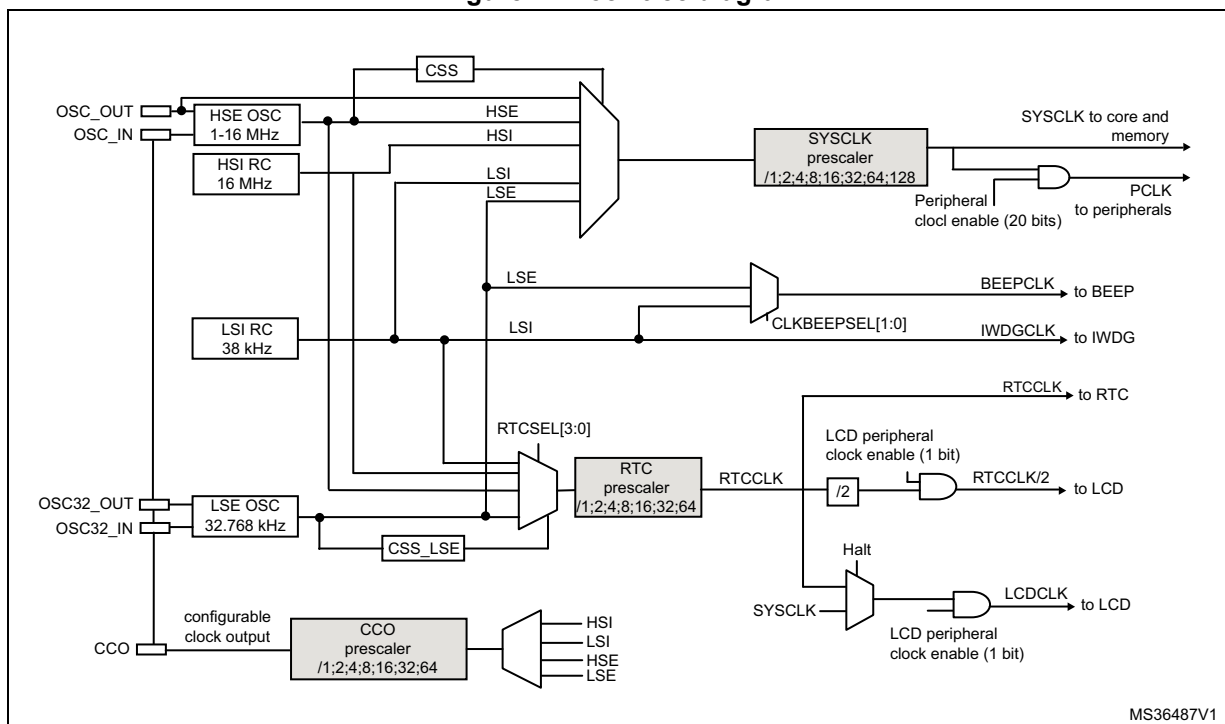 CSS
OSC_OUT
OSC_IN
HSE OSC
1-16 MHz
HSE
HSI
HSI RC
16 MHz
LSI
LSE
SYSCLK
prescaler
/1;2;4;8;16;32;64;128
SYSCLK to core and
memory
PCLK
to peripherals
Peripheral
clocl enable (20 bits)
LSE
BEEPCLK
to BEEP
CLKBEEPSEL[1:0]
LSI RC
38 kHz
LSI
IWDGCLK
to IWDG
RTCCLK
to RTC
RTCSEL[3:0]
LCD peripheral
clock enable (1 bit)
RTC
prescaler
/1;2;4;8;16;32;64
RTCCLK
/2
RTCCLK/2
to LCD
OSC32_OUT
OSC32_IN
LSE OSC
32.768 kHz
CSS_LSE
Halt
SYSCLK
LCDCLK
to LCD
LCD peripheral
clock enable (1 bit)
CCO
configurable
clock output
CCO
prescaler
/1;2;4;8;16;32;64
HSI
LSI
HSE
LSE
MS36487V1